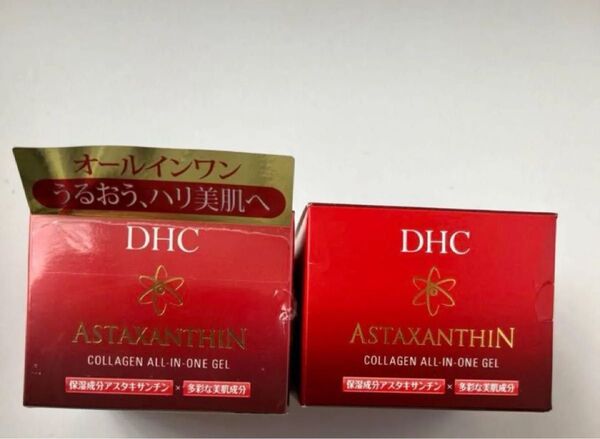 オールインワン
うるおう、ハリ美肌へ
DHC
ASTAXANTHIN
COLLAGEN ALL-IN-ONE GEL
保湿成分アスタキサンチン × 多彩な美肌成分
DHC
ASTAXANTHIN
COLLAGEN ALL-IN-ONE GEL
保湿成分アスタキサンチン × 多彩な美肌成分